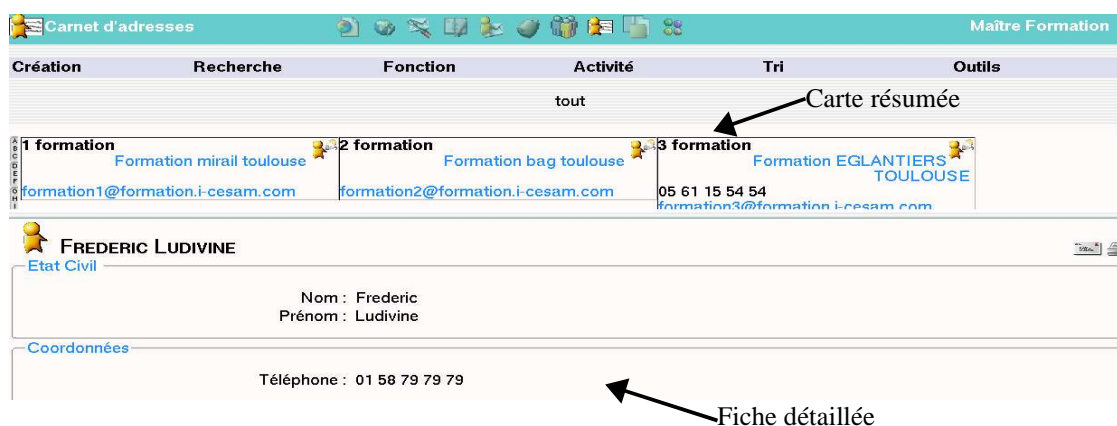 Carnet d'adresses Maître Formation
Création Recherche Fonction Activité Tri Outils
tout
Carte résumée
A
B
C
D
E
F
G
H
I
1 formation
Formation mirail toulouse
formation1@formation.i-cesam.com
2 formation
Formation bag toulouse
formation2@formation.i-cesam.com
3 formation
Formation EGLANTIERS
TOULOUSE
05 61 15 54 54
formation3@formation.i-cesam.com
FREDERIC LUDIVINE
Etat Civil
Nom : Frederic
Prénom : Ludivine
Coordonnées
Téléphone : 01 58 79 79 79
Fiche détaillée